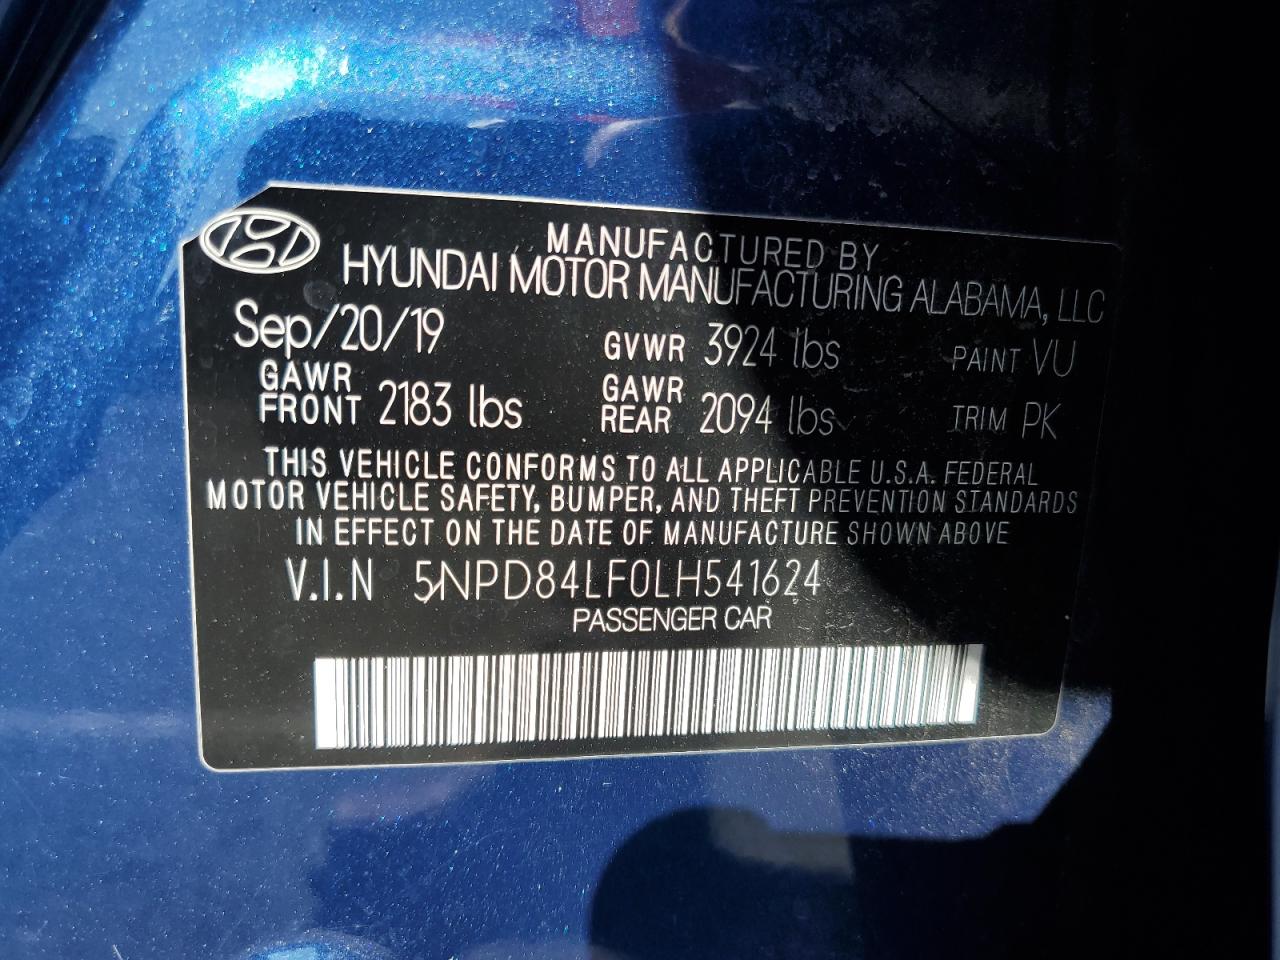 MANUFACTURED BY
HYUNDAI MOTOR MANUFACTURING ALABAMA, LLC
Sep/20/19 GVWR 3924 lbs PAINT VU
GAWR FRONT 2183 lbs GAWR REAR 2094 lbs TRIM PK
THIS VEHICLE CONFORMS TO ALL APPLICABLE U.S.A. FEDERAL
MOTOR VEHICLE SAFETY, BUMPER, AND THEFT PREVENTION STANDARDS
IN EFFECT ON THE DATE OF MANUFACTURE SHOWN ABOVE
V.I.N 5NPD84LF0LH541624
PASSENGER CAR